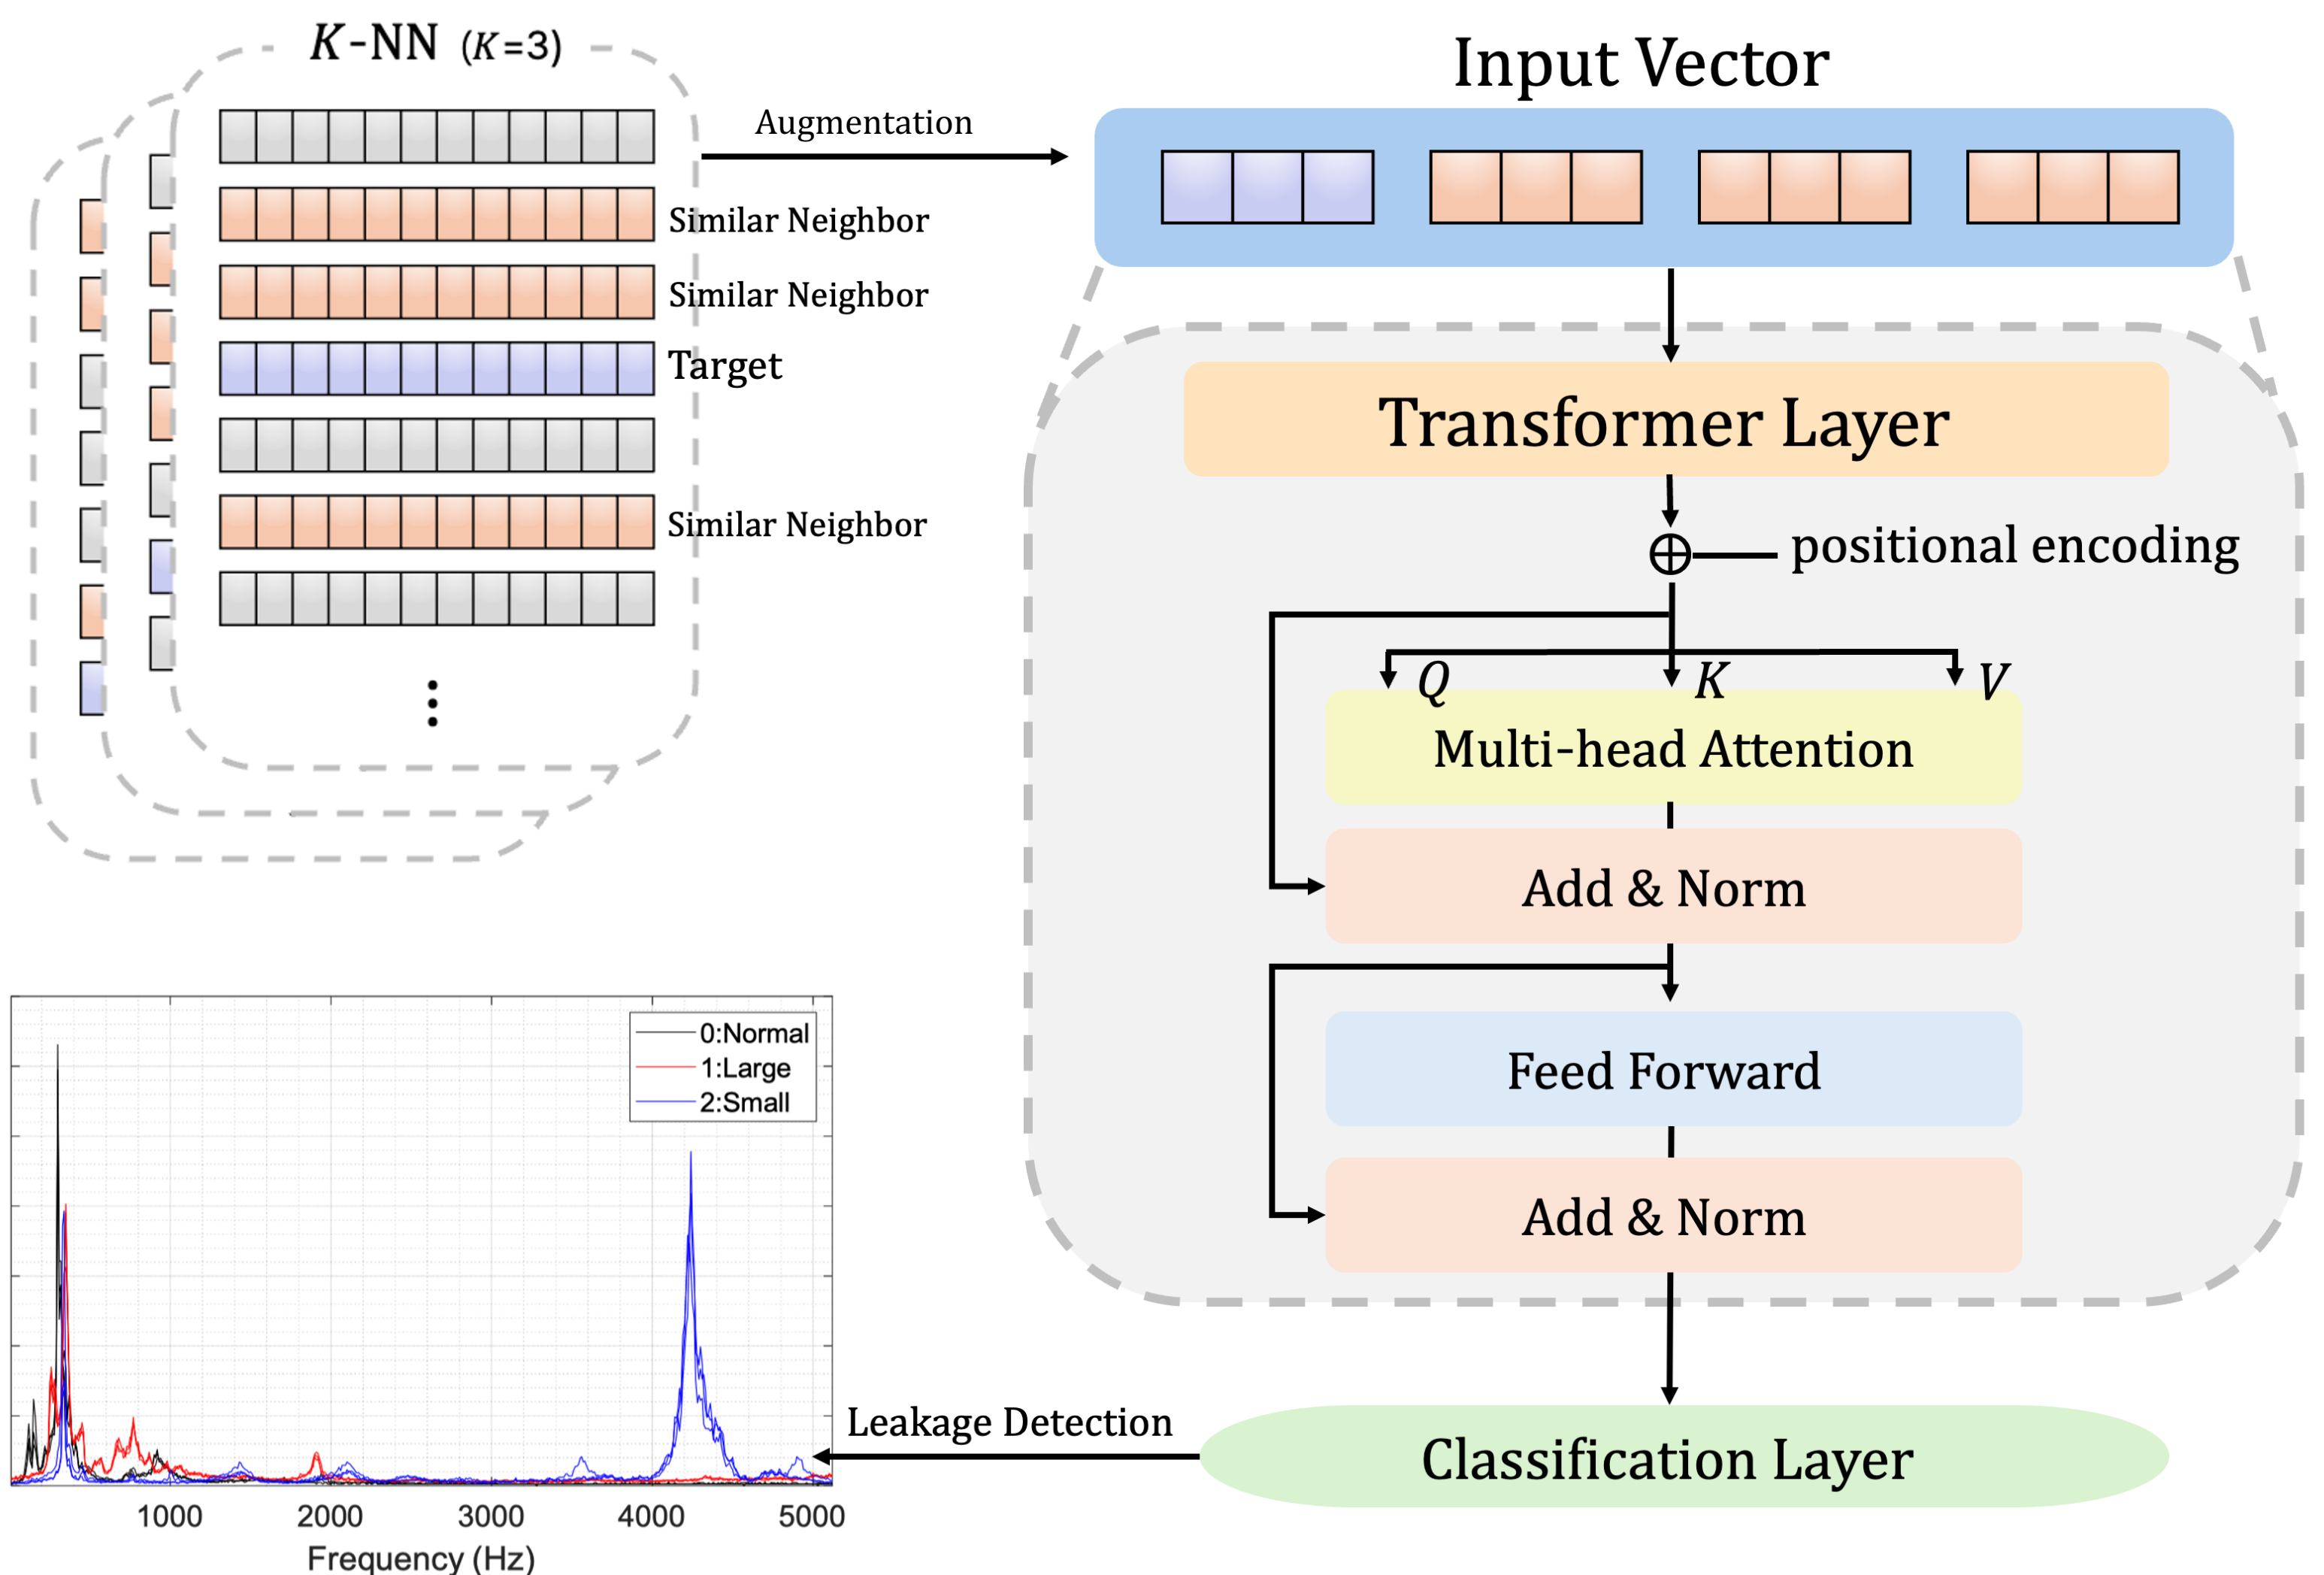 K-NN (K=3)
Augmentation
Similar Neighbor
Similar Neighbor
Target
Similar Neighbor
Input Vector
Transformer Layer
positional encoding
Q
K
V
Multi-head Attention
Add & Norm
Feed Forward
Add & Norm
Classification Layer
Leakage Detection
0:Normal
1:Large
2:Small
1000
2000
3000
4000
5000
Frequency (Hz)